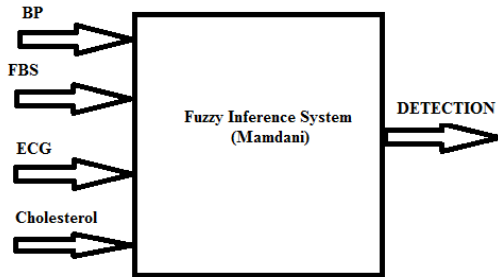 BP
FBS
ECG
Cholesterol
Fuzzy Inference System
(Mamdani)
DETECTION